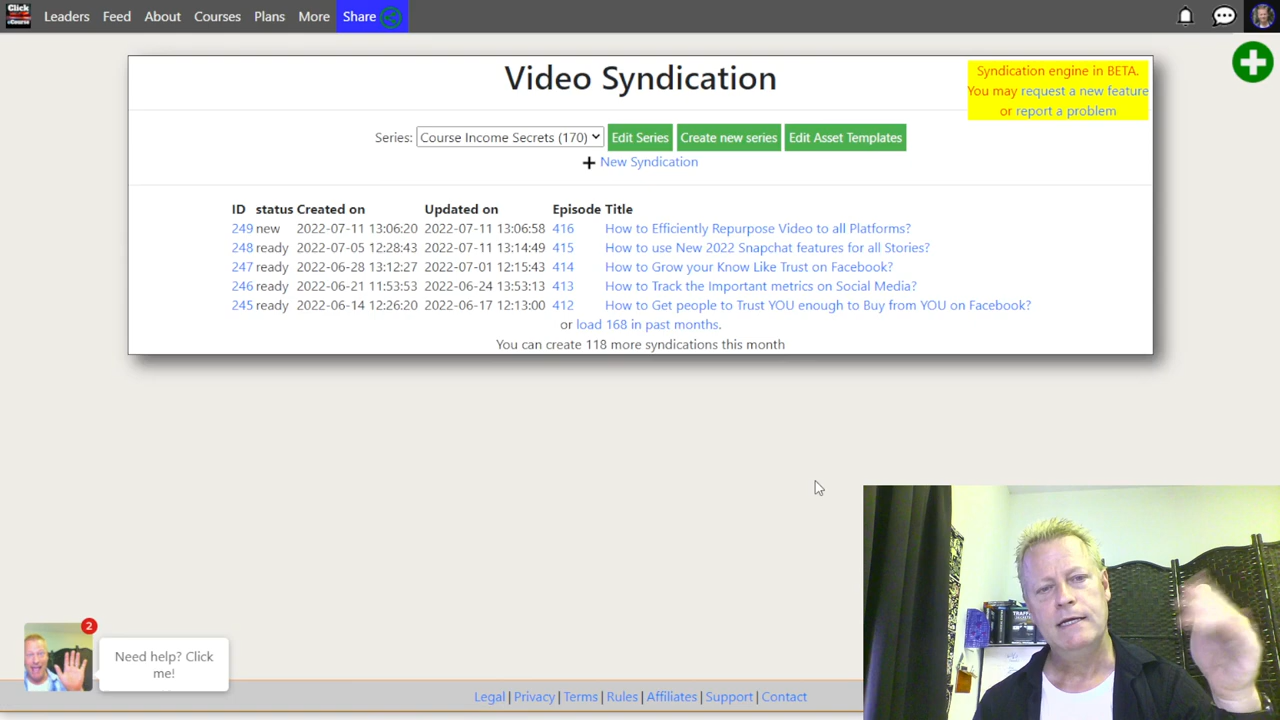 Click
eCourse
Leaders Feed About Courses Plans More Share
Video Syndication
Syndication engine in BETA.
You may request a new feature
or report a problem
Series: Course Income Secrets (170) Edit Series Create new series Edit Asset Templates
New Syndication
ID status Created on Updated on Episode Title
249 new 2022-07-11 13:06:20 2022-07-11 13:06:58 416 How to Efficiently Repurpose Video to all Platforms?
248 ready 2022-07-05 12:28:43 2022-07-11 13:14:49 415 How to use New 2022 Snapchat features for all Stories?
247 ready 2022-06-28 13:12:27 2022-07-01 12:15:43 414 How to Grow your Know Like Trust on Facebook?
246 ready 2022-06-21 11:53:53 2022-06-24 13:53:13 413 How to Track the Important metrics on Social Media?
245 ready 2022-06-14 12:26:20 2022-06-17 12:13:00 412 How to Get people to Trust YOU enough to Buy from YOU on Facebook?
or load 168 in past months.
You can create 118 more syndications this month
2
Need help? Click
me!
TRAFFIC
Legal | Privacy | Terms | Rules | Affiliates | Support | Contact